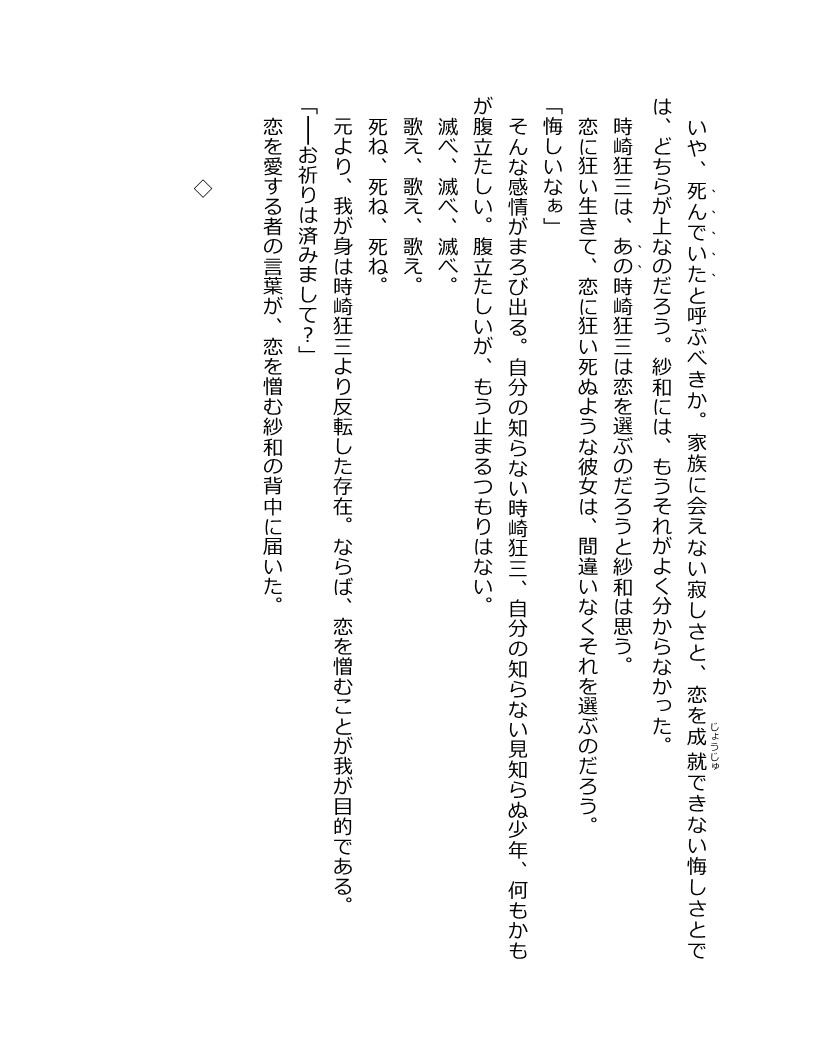 いや、死んでいたと呼ぶべきか。家族に会えない寂しさと、恋を成就できない悔しさとで
は、どちらが上なのだろう。紗和には、もうそれがよく分からなかった。
時崎狂三は、あの時崎狂三は恋を選ぶのだろうと紗和は思う。
恋に狂い生きて、恋に狂い死ぬような彼女は、間違いなくそれを選ぶのだろう。
「悔しいなぁ」
そんな感情がまろび出る。自分の知らない時崎狂三、自分の知らない見知らぬ少年、何もかも
が腹立たしい。腹立たしいが、もう止まるつもりはない。
滅べ、滅べ、滅べ。
歌え、歌え、歌え。
死ね、死ね、死ね。
元より、我が身は時崎狂三より反転した存在。ならば、恋を憎むことが我が目的である。
「──お祈りは済みまして？」
恋を愛する者の言葉が、恋を憎む紗和の背中に届いた。
◇